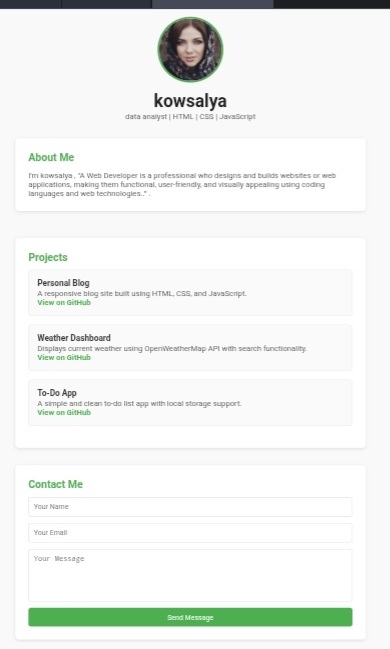 kowsalya
data analyst | HTML | CSS | JavaScript
About Me
I'm kowsalya , "A Web Developer is a professional who designs and builds websites or web
applications, making them functional, user-friendly, and visually appealing using coding
languages and web technologies.." .
Projects
Personal Blog
A responsive blog site built using HTML, CSS, and JavaScript.
View on GitHub
Weather Dashboard
Displays current weather using OpenWeatherMap API with search functionality.
View on GitHub
To-Do App
A simple and clean to-do list app with local storage support.
View on GitHub
Contact Me
Your Name
Your Email
Your Message
Send Message